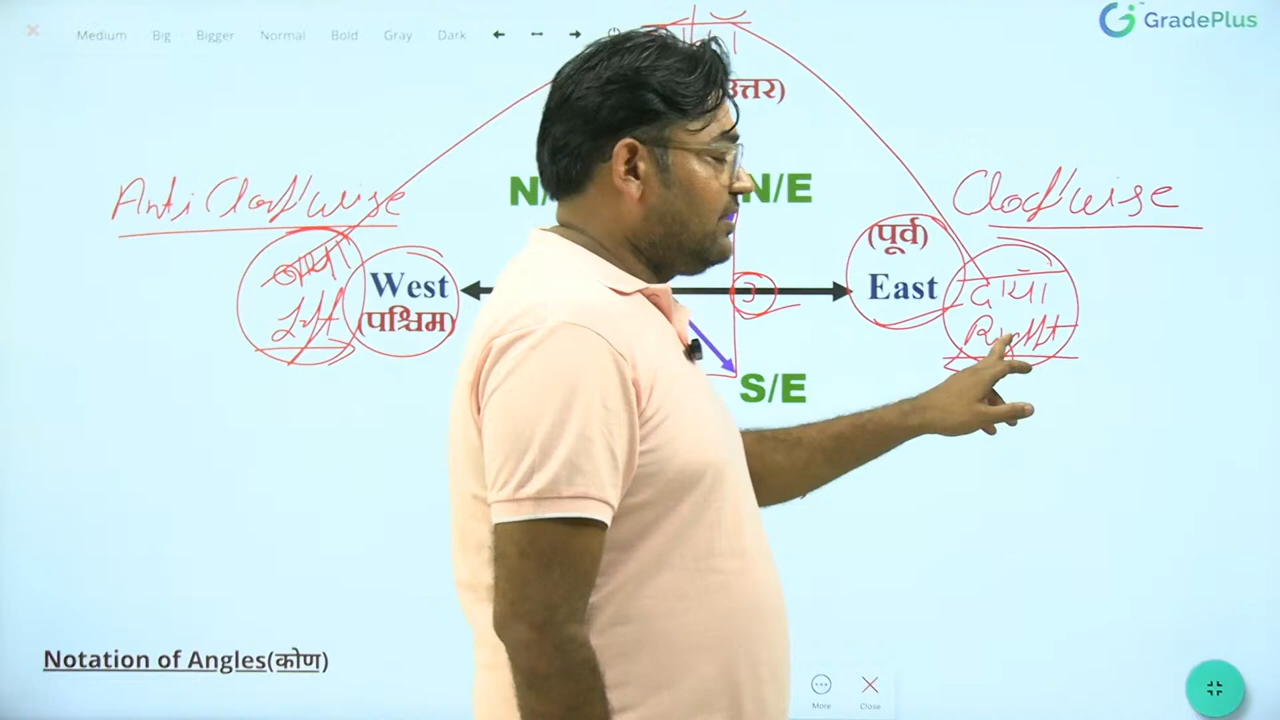 GradePlus
Medium Big Bigger Normal Bold Gray Dark
उत्तर)
N/E
Anti Clockwise
Clockwise
(पूर्व)
West
East
बायां
दायाँ
Left
(पश्चिम)
Right
S/E
Notation of Angles(कोण)
More
Close